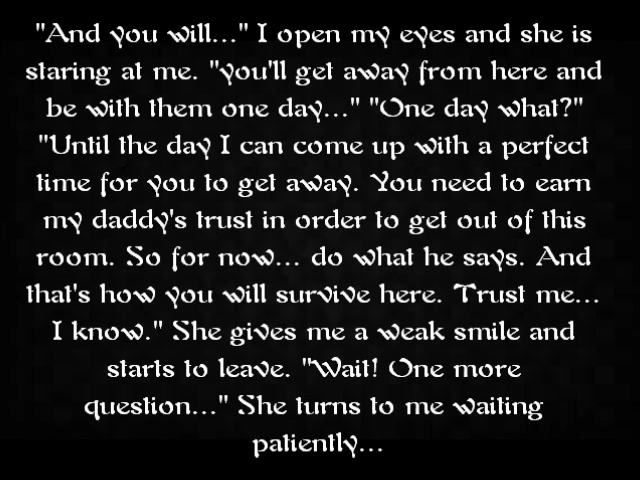 "And you will..." I open my eyes and she is
staring at me. "you'll get away from here and
be with them one day..." "One day what?"
"Until the day I can come up with a perfect
time for you to get away. You need to earn
my daddy's trust in order to get out of this
room. So for now... do what he says. And
that's how you will survive here. Trust me...
I know." She gives me a weak smile and
starts to leave. "Wait! One more
question..." She turns to me waiting
patiently...